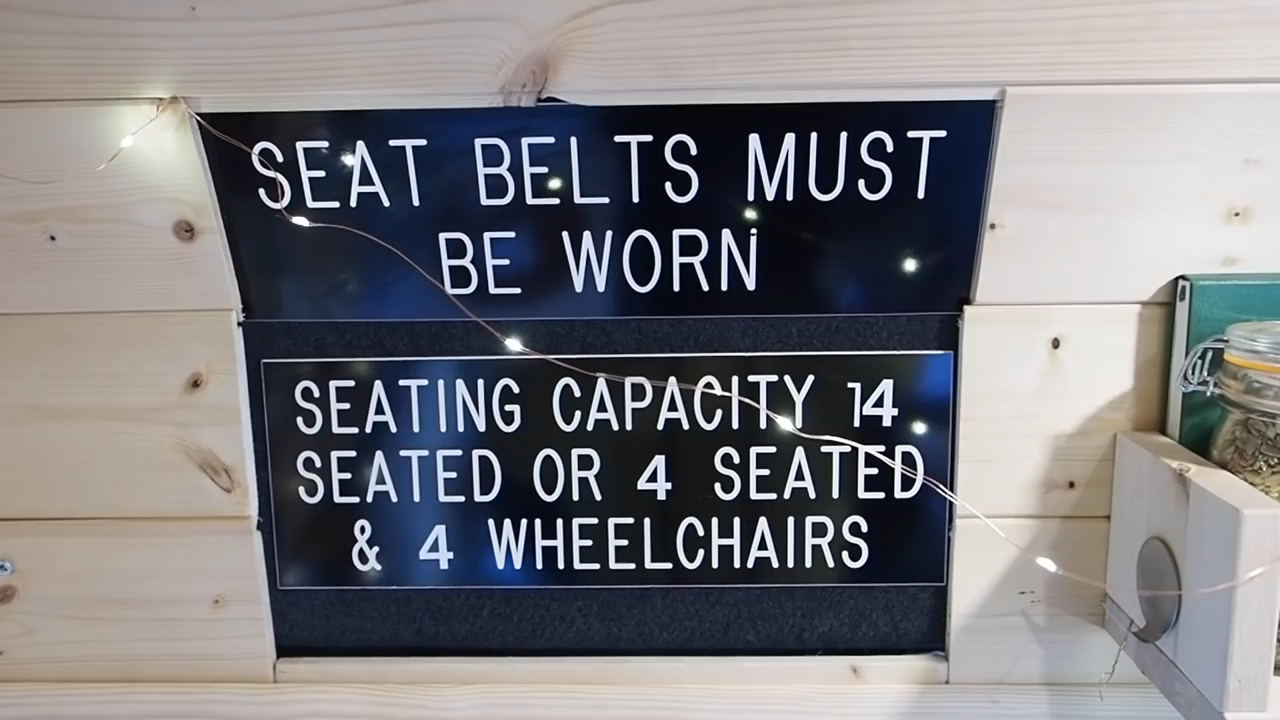 SEAT BELTS MUST
BE WORN
SEATING CAPACITY 14
SEATED OR 4 SEATED
& 4 WHEELCHAIRS